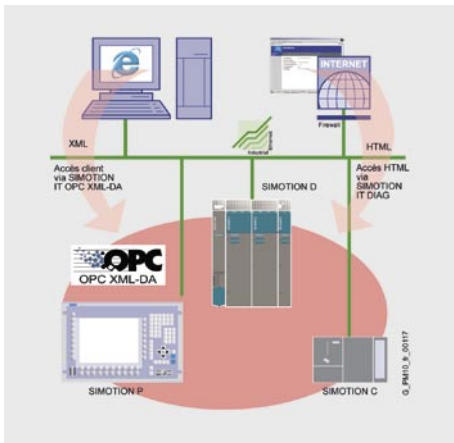 INTERNET
Firewall
Industrial
Ethernet
XML
HTML
Accès client
via SIMOTION
IT OPC XML-DA
SIMOTION D
Accès HTML
via
SIMOTION
IT DIAG
OPC
OPC XML-DA
SIMOTION P
SIMOTION C
G_PM10_fr_00117